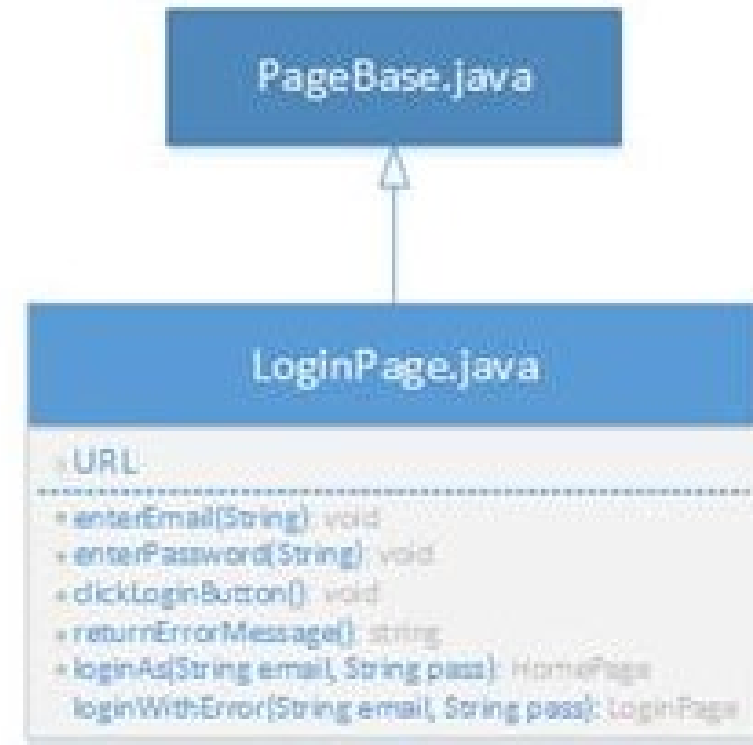 PageBase.java
LoginPage.java
+ URL
+ enterEmail(String): void
+ enterPassword(String): void
+ clickLoginButton(): void
+ returnErrorMessage(): string
+ loginAs(String email, String pass): HomePage
loginWithError(String email, String pass): LoginPage